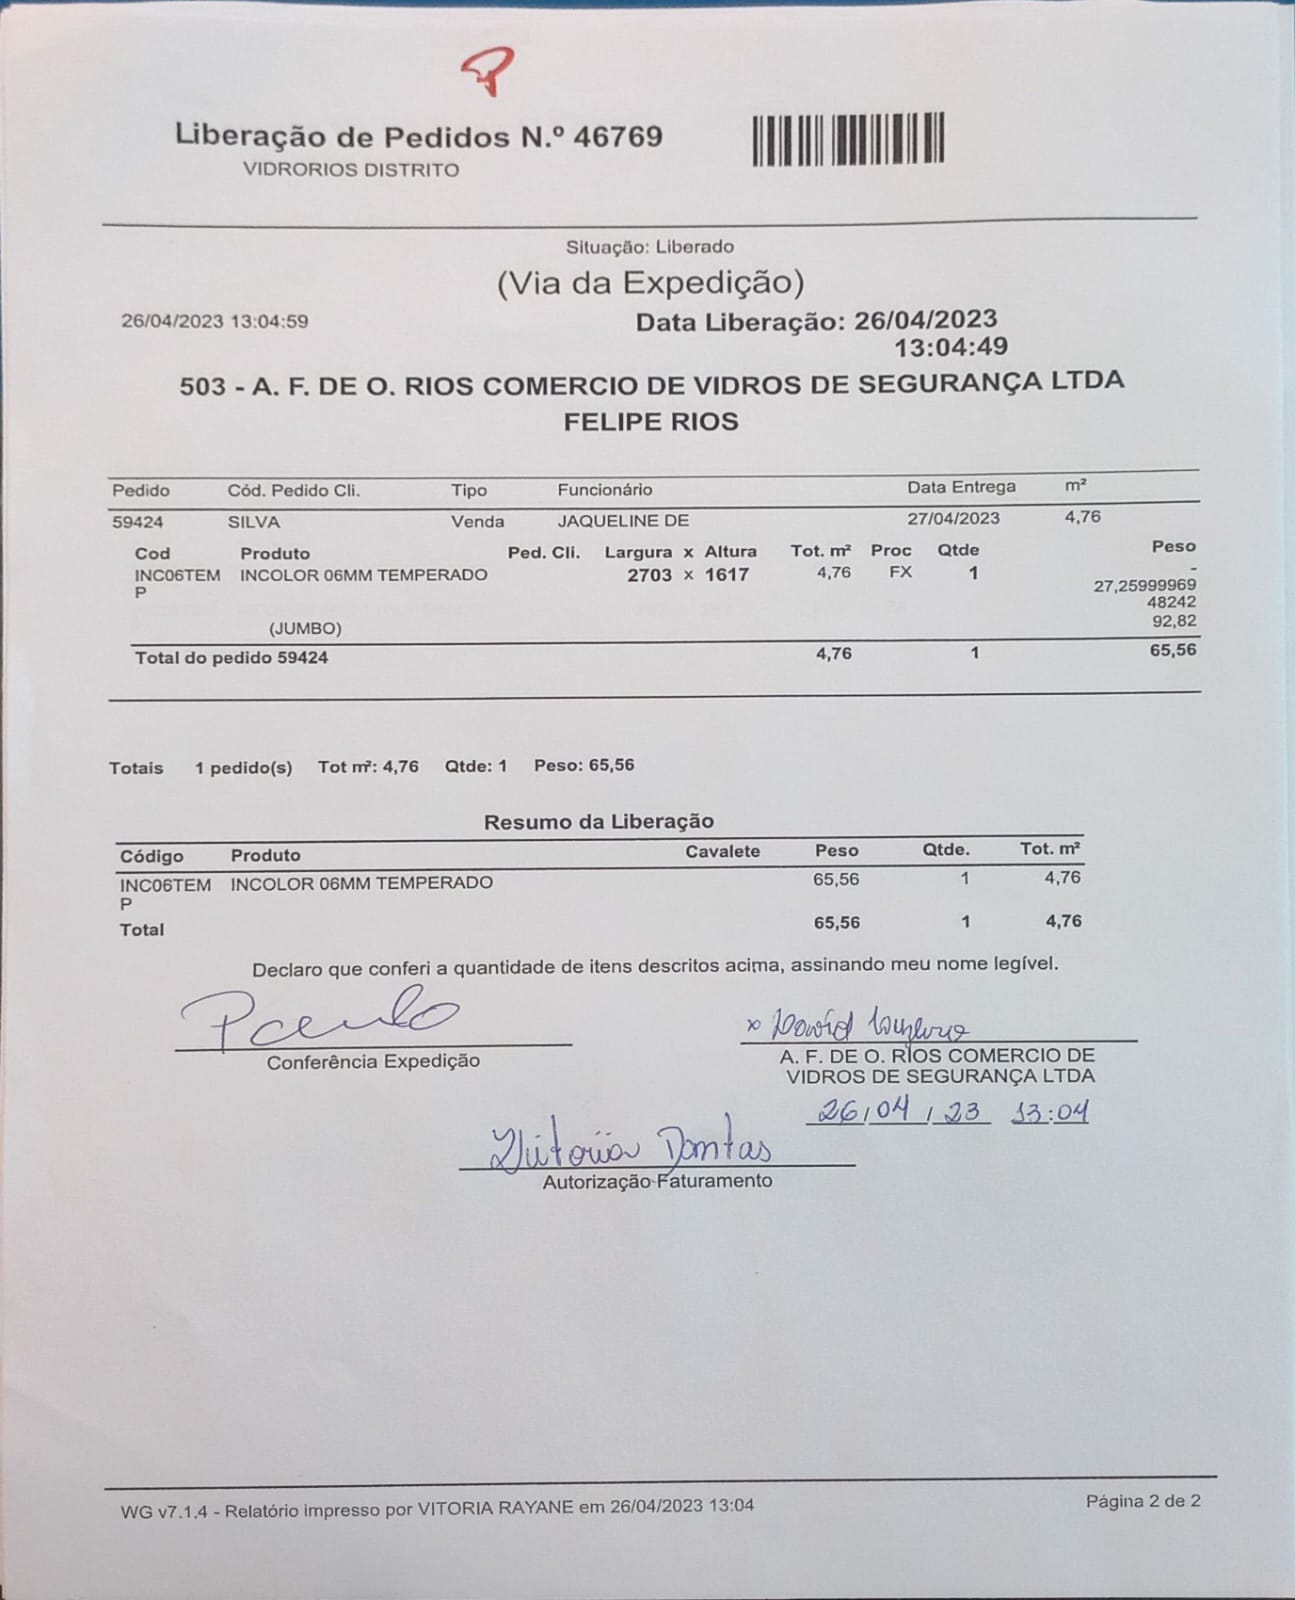 Liberação de Pedidos N.º 46769
VIDRORIOS DISTRITO
Situação: Liberado
(Via da Expedição)
26/04/2023 13:04:59 Data Liberação: 26/04/2023
13:04:49
503 - A. F. DE O. RIOS COMERCIO DE VIDROS DE SEGURANÇA LTDA
FELIPE RIOS
Pedido Cód. Pedido Cli. Tipo Funcionário Data Entrega m²
59424 SILVA Venda JAQUELINE DE 27/04/2023 4,76
Cod Produto Ped. Cli. Largura x Altura Tot. m² Proc Qtde Peso
INC06TEM INCOLOR 06MM TEMPERADO 2703 x 1617 4,76 FX 1 -
P 27,25999969
48242
(JUMBO) 92,82
Total do pedido 59424 4,76 1 65,56
Totais 1 pedido(s) Tot m²: 4,76 Qtde: 1 Peso: 65,56
Resumo da Liberação
Código Produto Cavalete Peso Qtde. Tot. m²
INC06TEM INCOLOR 06MM TEMPERADO 65,56 1 4,76
P
Total 65,56 1 4,76
Declaro que conferi a quantidade de itens descritos acima, assinando meu nome legível.
Paulo x David
Conferência Expedição A. F. DE O. RIOS COMERCIO DE
VIDROS DE SEGURANÇA LTDA
26/04/23 13:04
Vitoria Dantas
Autorização Faturamento
WG v7.1.4 - Relatório impresso por VITORIA RAYANE em 26/04/2023 13:04 Página 2 de 2